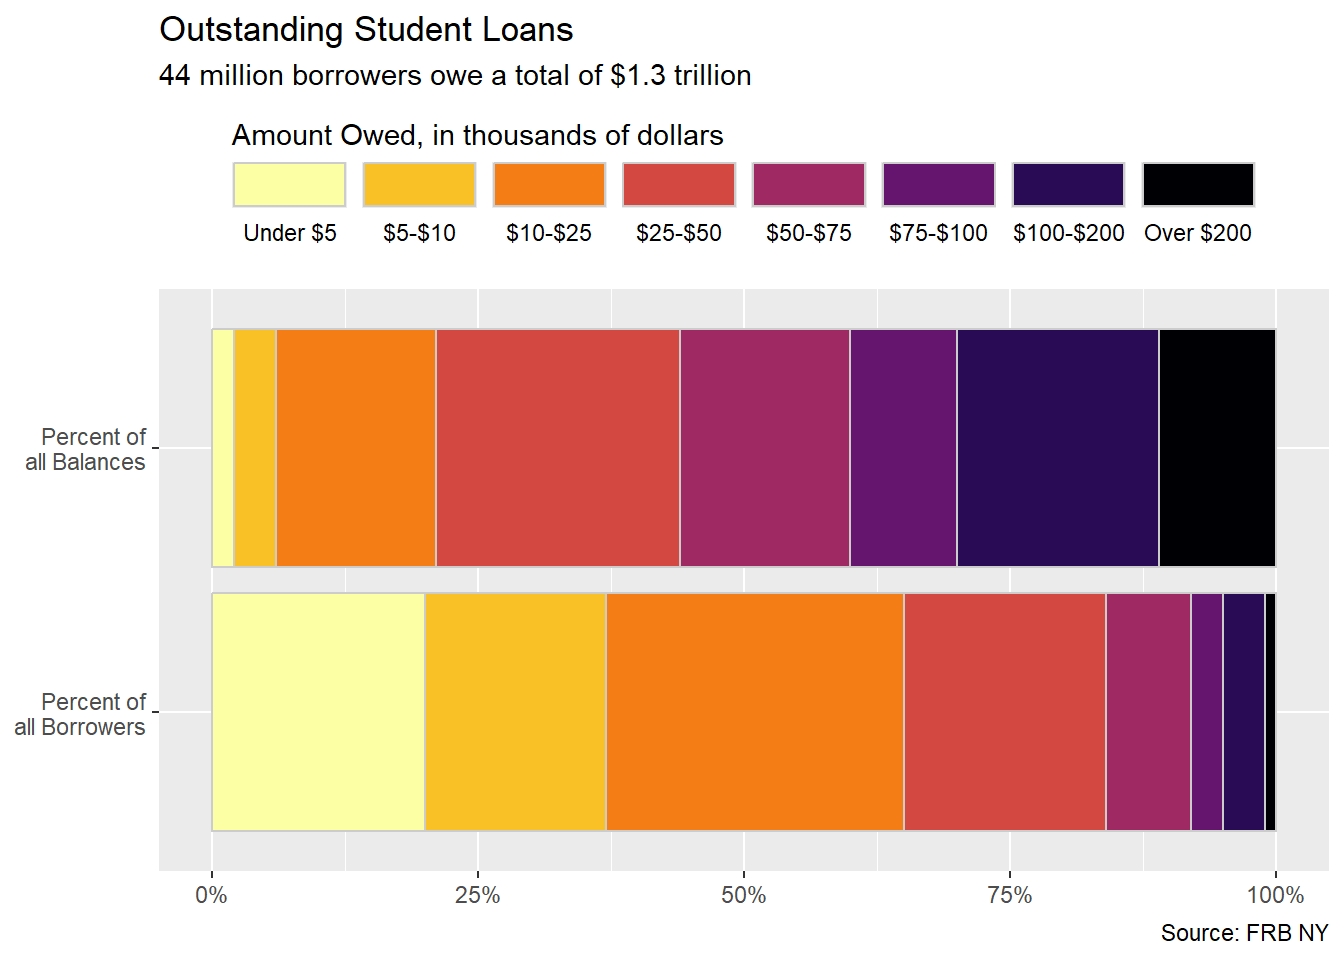 Outstanding Student Loans
44 million borrowers owe a total of $1.3 trillion
Amount Owed, in thousands of dollars
Under $5
$5-$10
$10-$25
$25-$50
$50-$75
$75-$100
$100-$200
Over $200
Percent of
all Balances
Percent of
all Borrowers
0%
25%
50%
75%
100%
Source: FRB NY